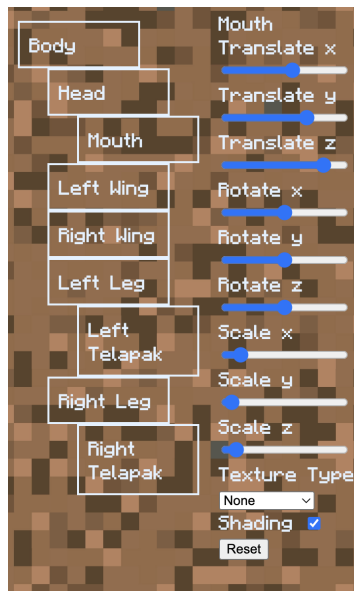 Body
Head
Mouth
Left Wing
Right Wing
Left Leg
Left
Telapak
Right Leg
Right
Telapak
Mouth
Translate x
Translate y
Translate z
Rotate x
Rotate y
Rotate z
Scale x
Scale y
Scale z
Texture Type
None
Shading
Reset